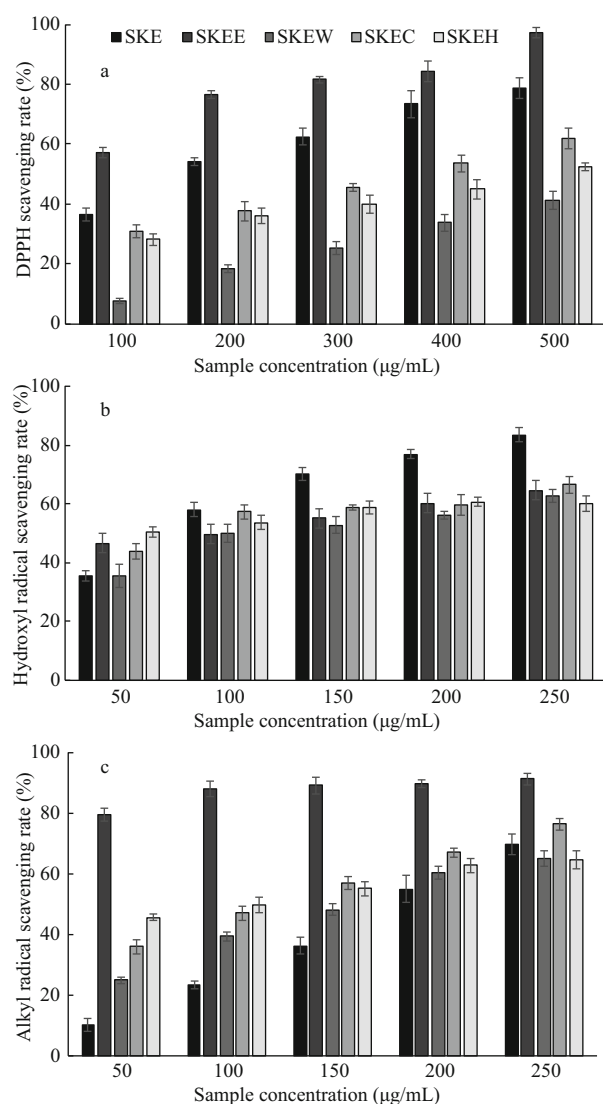 SKE SKEE SKEW SKEC SKEH
a
DPPH scavenging rate (%)
100
80
60
40
20
0
100 200 300 400 500
Sample concentration (μg/mL)
b
Hydroxyl radical scavenging rate (%)
100
80
60
40
20
0
50 100 150 200 250
Sample concentration (μg/mL)
c
Alkyl radical scavenging rate (%)
100
80
60
40
20
0
50 100 150 200 250
Sample concentration (μg/mL)